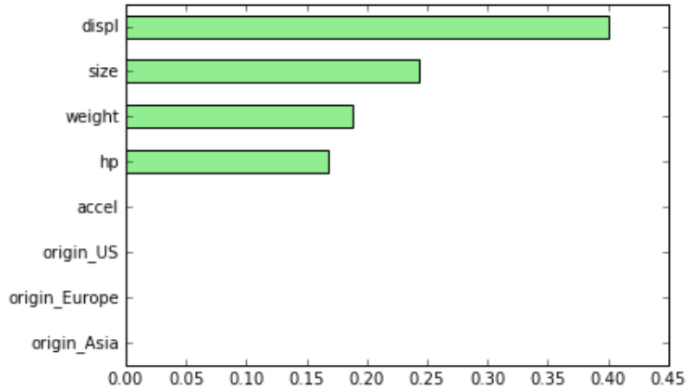 displ
size
weight
hp
accel
origin_US
origin_Europe
origin_Asia
0.00 0.05 0.10 0.15 0.20 0.25 0.30 0.35 0.40 0.45